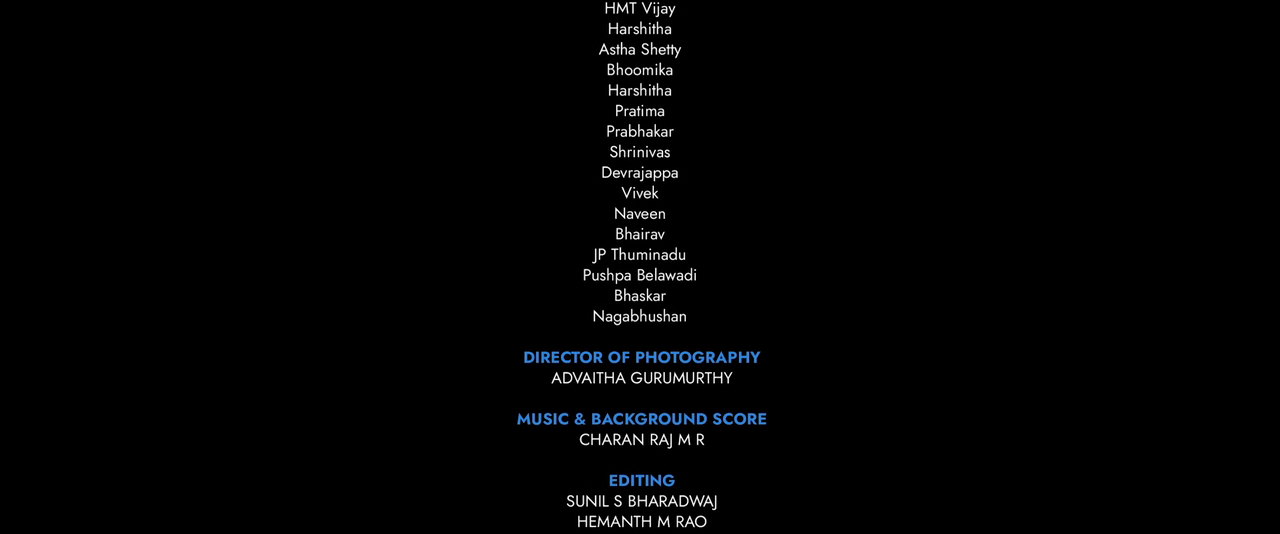 HMT Vijay
Harshitha
Astha Shetty
Bhoomika
Harshitha
Pratima
Prabhakar
Shrinivas
Devrajappa
Vivek
Naveen
Bhairav
JP Thuminadu
Pushpa Belawadi
Bhaskar
Nagabhushan
DIRECTOR OF PHOTOGRAPHY
ADVAITHA GURUMURTHY
MUSIC & BACKGROUND SCORE
CHARAN RAJ M R
EDITING
SUNIL S BHARADWAJ
HEMANTH M RAO